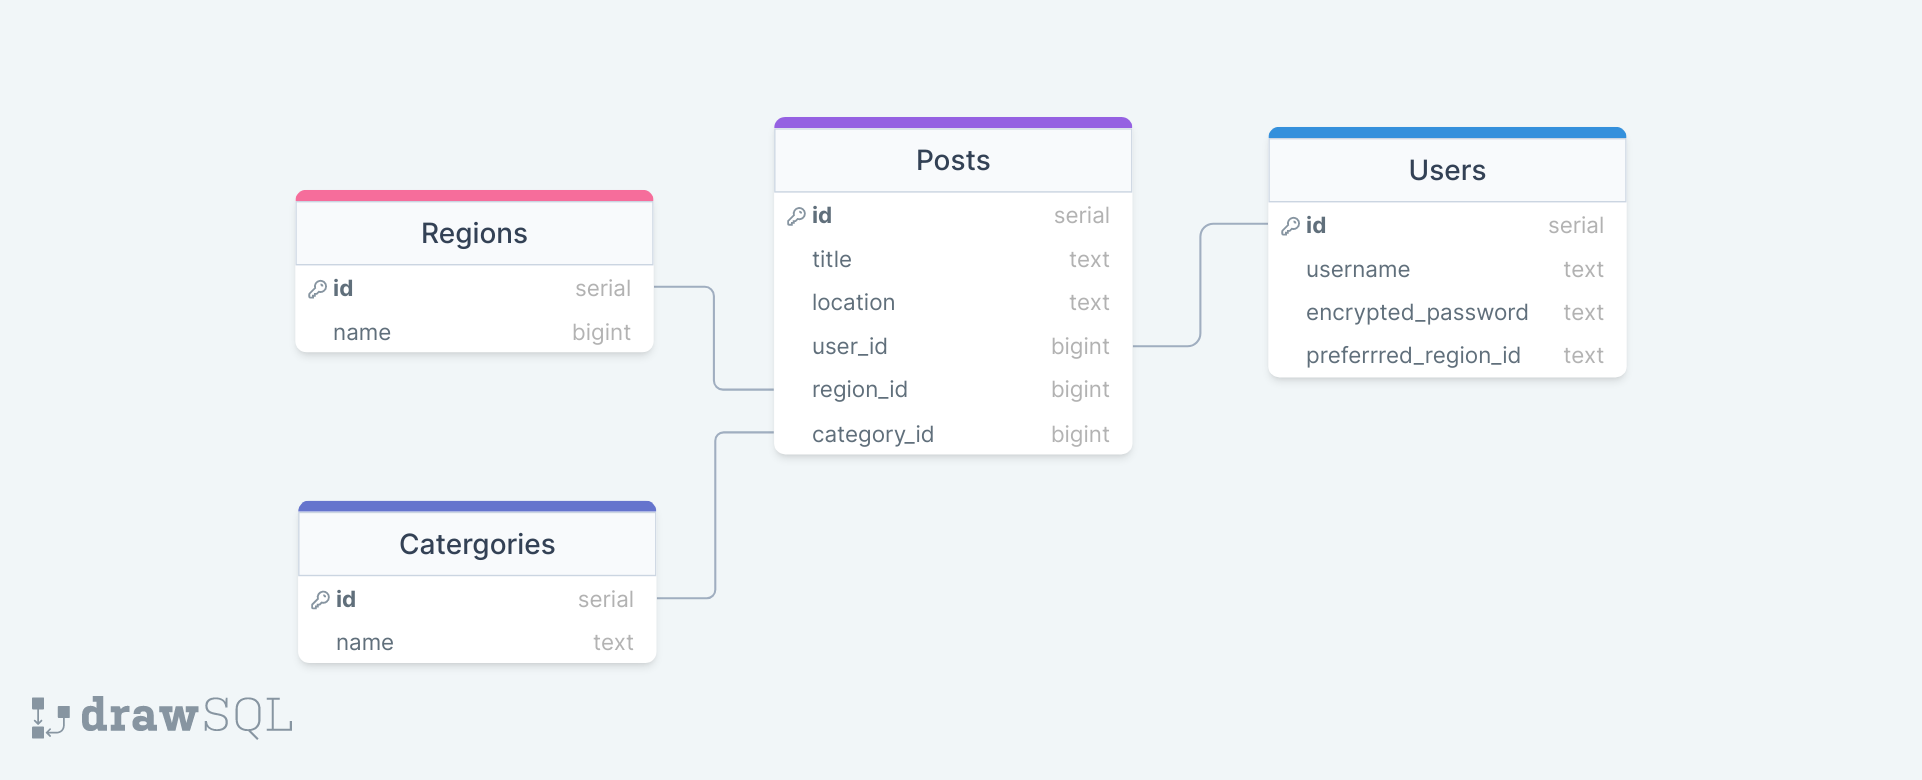 Regions
id serial
name bigint
Posts
id serial
title text
location text
user_id bigint
region_id bigint
category_id bigint
Users
id serial
username text
encrypted_password text
preferrred_region_id text
Catergories
id serial
name text
drawSQL